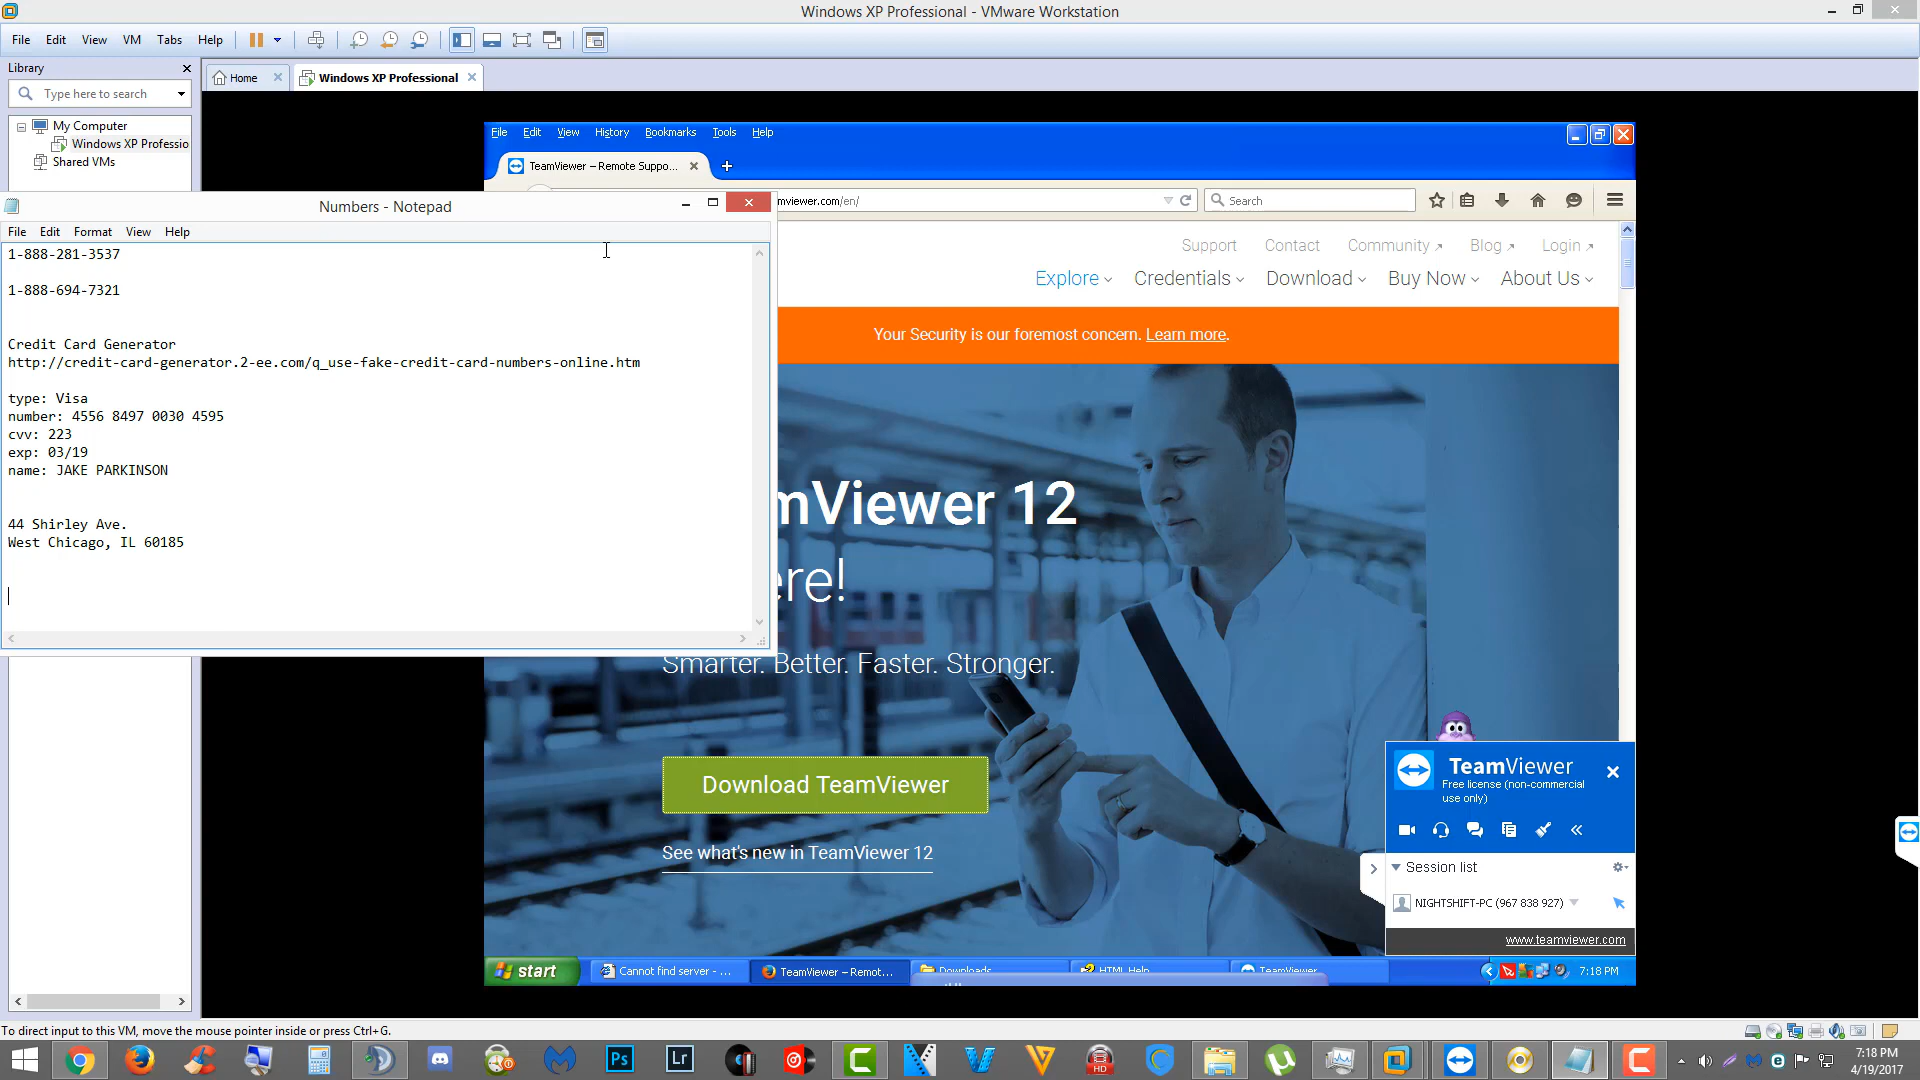 Windows XP Professional - VMware Workstation
File Edit View VM Tabs Help
Library
Type here to search
My Computer
Windows XP Professio
Shared VMs
Home
Windows XP Professional
File Edit View History Bookmarks Tools Help
TeamViewer – Remote Suppo...
mviewer.com/en/
Search
Support Contact Community Blog Login
Explore Credentials Download Buy Now About Us
Your Security is our foremost concern. Learn more.
Numbers - Notepad
File Edit Format View Help
1-888-281-3537
1-888-694-7321
Credit Card Generator
http://credit-card-generator.2-ee.com/q_use-fake-credit-card-numbers-online.htm
type: Visa
number: 4556 8497 0030 4595
cvv: 223
exp: 03/19
name: JAKE PARKINSON
44 Shirley Ave.
West Chicago, IL 60185
amViewer 12
ere!
Smarter. Better. Faster. Stronger.
Download TeamViewer
See what's new in TeamViewer 12
TeamViewer
Free license (non-commercial
use only)
Session list
NIGHTSHIFT-PC (967 838 927)
www.teamviewer.com
start
Cannot find server - ...
TeamViewer – Remot...
Downloads
HTML Help
TeamViewer
7:18 PM
To direct input to this VM, move the mouse pointer inside or press Ctrl+G.
Ps
Lr
HD
7:18 PM
4/19/2017